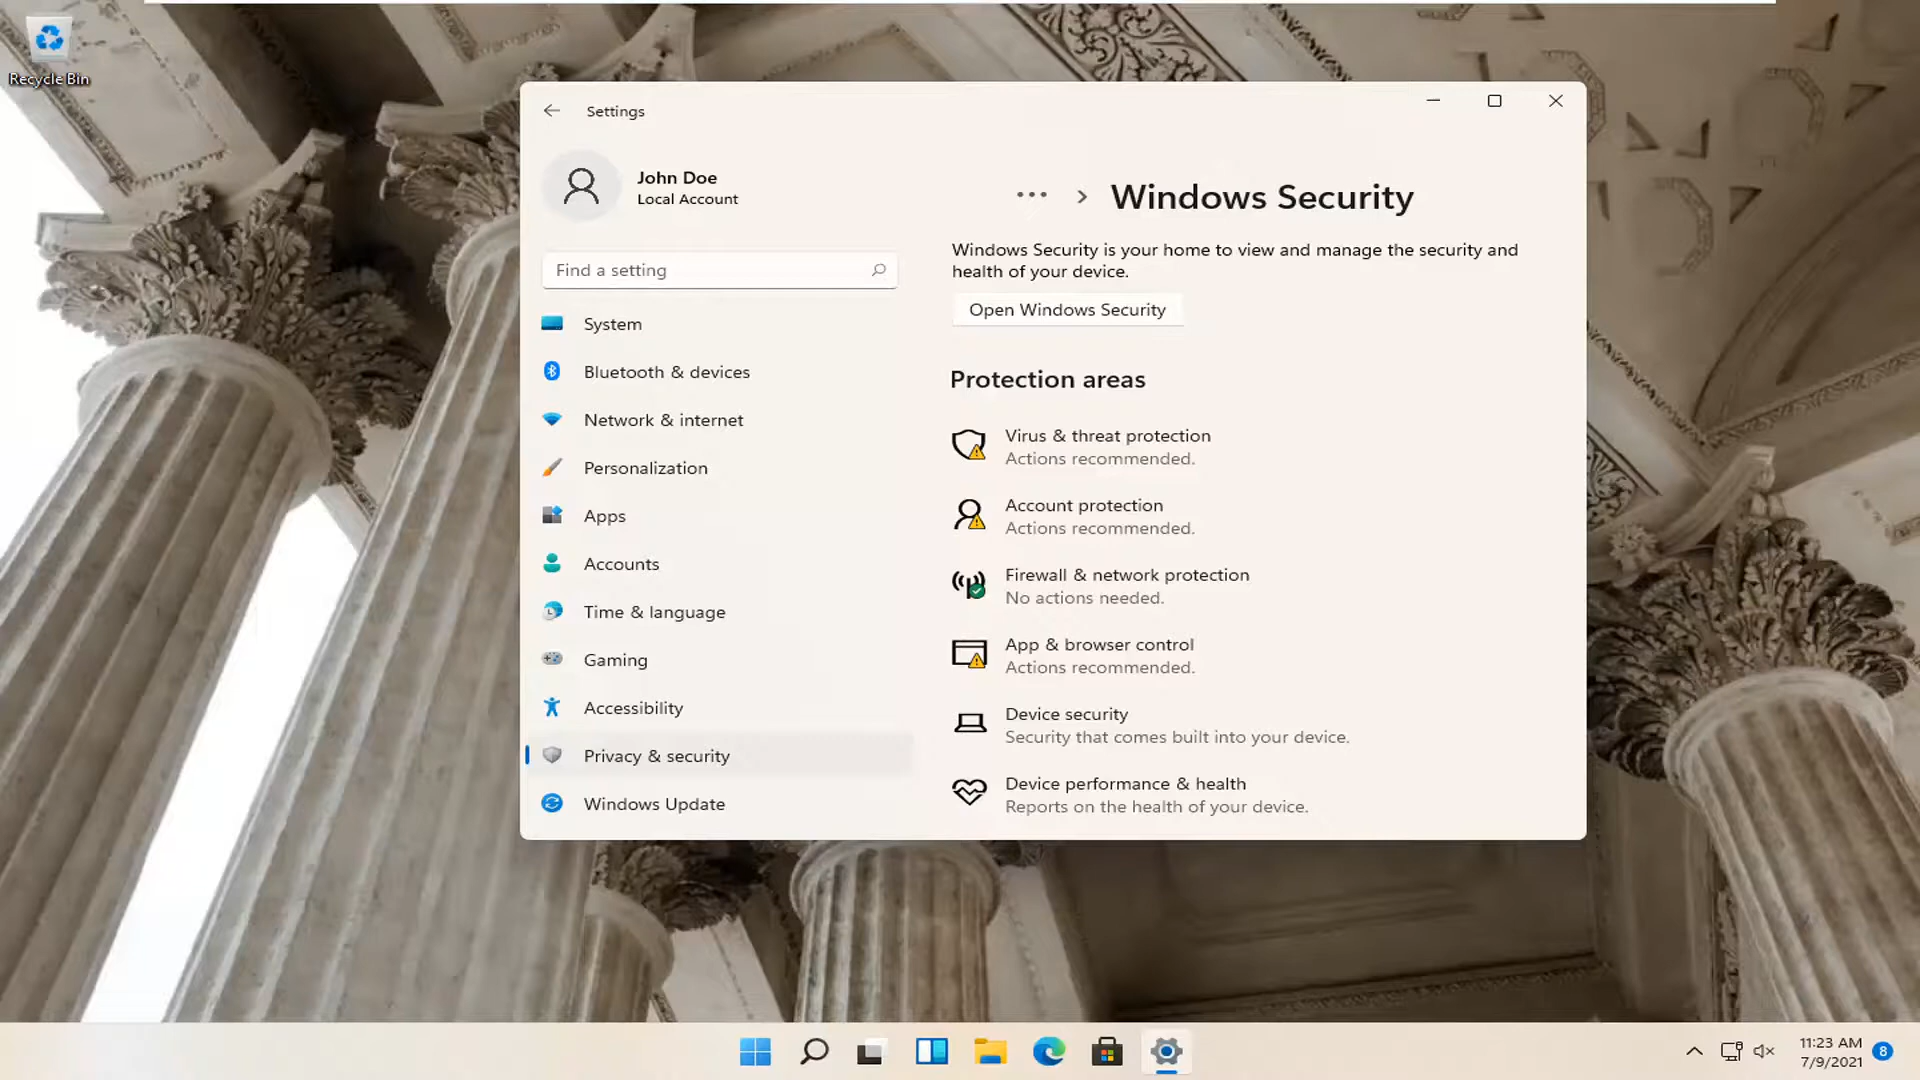 Recycle Bin
Settings
John Doe
Local Account
Find a setting
System
Bluetooth & devices
Network & internet
Personalization
Apps
Accounts
Time & language
Gaming
Accessibility
Privacy & security
Windows Update
Windows Security
Windows Security is your home to view and manage the security and
health of your device.
Open Windows Security
Protection areas
Virus & threat protection
Actions recommended.
Account protection
Actions recommended.
Firewall & network protection
No actions needed.
App & browser control
Actions recommended.
Device security
Security that comes built into your device.
Device performance & health
Reports on the health of your device.
11:23 AM
7/9/2021
8